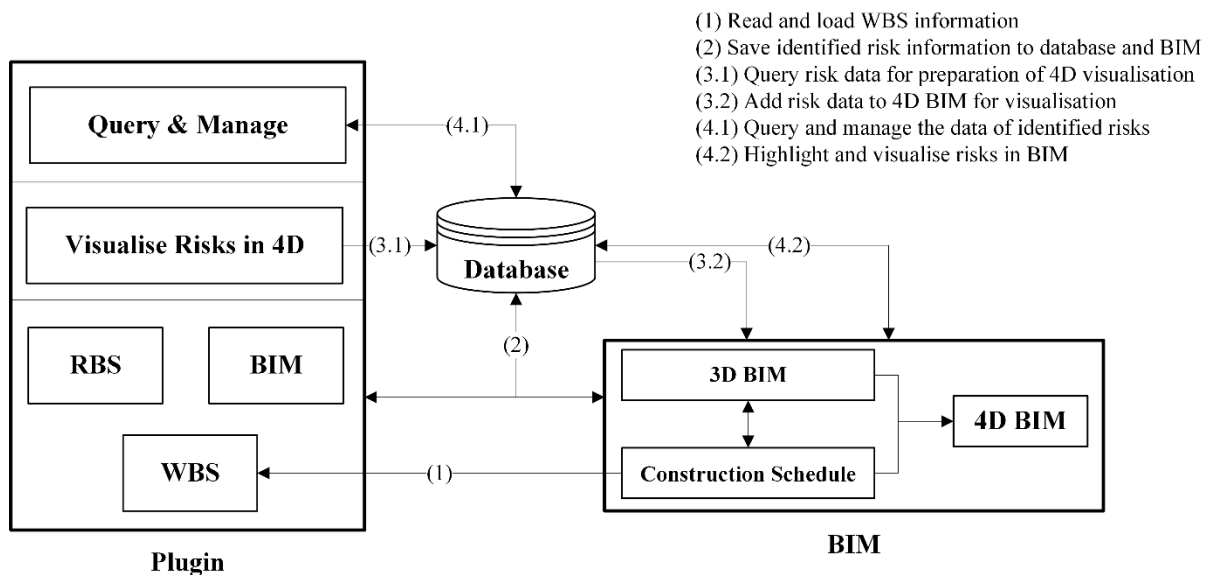 (1) Read and load WBS information
(2) Save identified risk information to database and BIM
(3.1) Query risk data for preparation of 4D visualisation
(3.2) Add risk data to 4D BIM for visualisation
(4.1) Query and manage the data of identified risks
(4.2) Highlight and visualise risks in BIM
Query & Manage
(4.1)
Visualise Risks in 4D
(3.1)
Database
(4.2)
(3.2)
RBS
BIM
(2)
3D BIM
4D BIM
WBS
(1)
Construction Schedule
Plugin
BIM